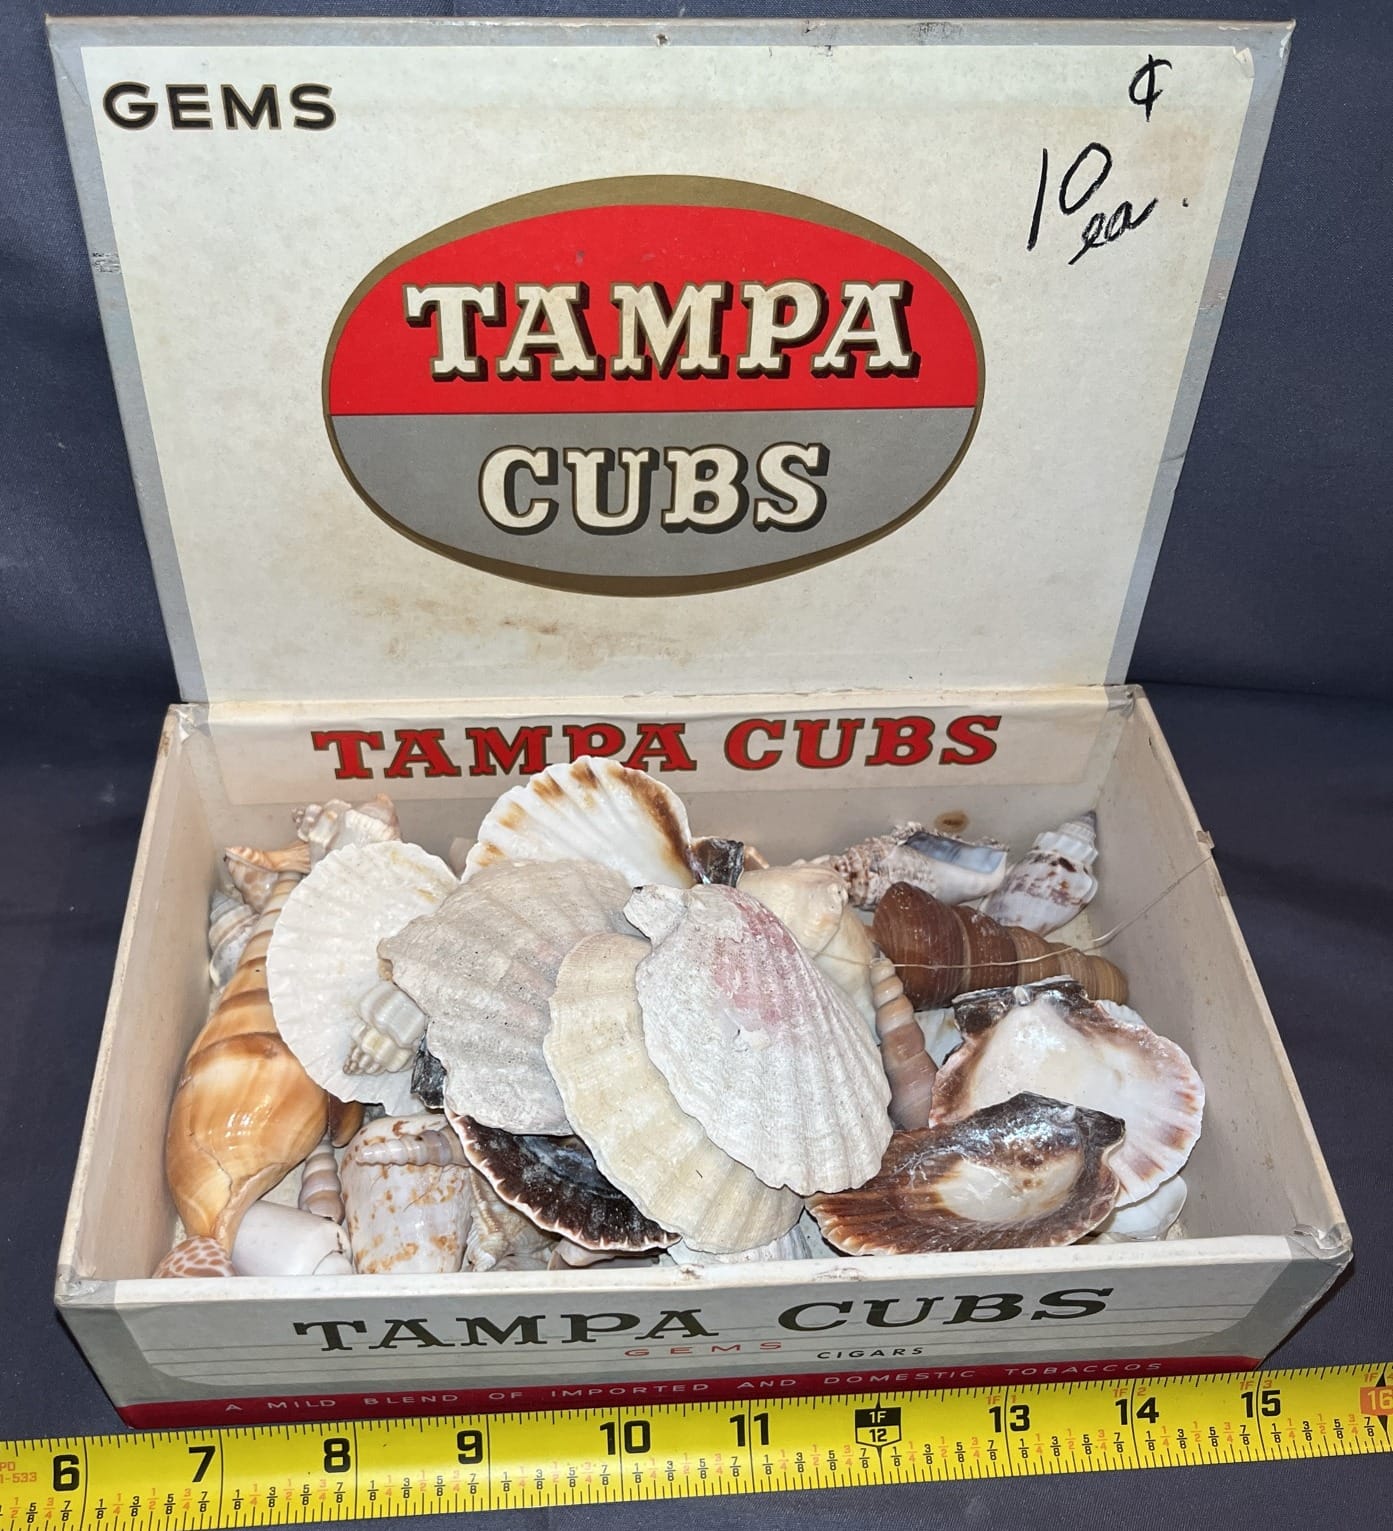 GEMS
¢
10
ea.
TAMPA
CUBS
TAMPA CUBS
TAMPA CUBS
GEMS CIGARS
A MILD BLEND OF IMPORTED AND DOMESTIC TOBACCOS
6 7 8 9 10 11 1F 12 13 14 15 16